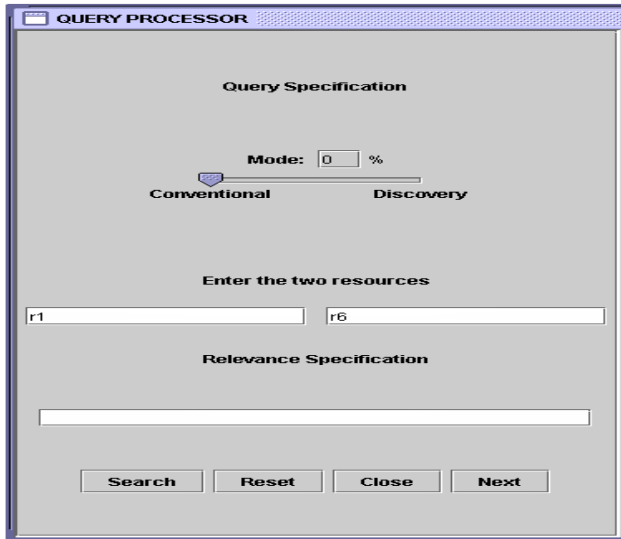 QUERY PROCESSOR
Query Specification
Mode: 0 %
Conventional Discovery
Enter the two resources
r1 r6
Relevance Specification
Search Reset Close Next